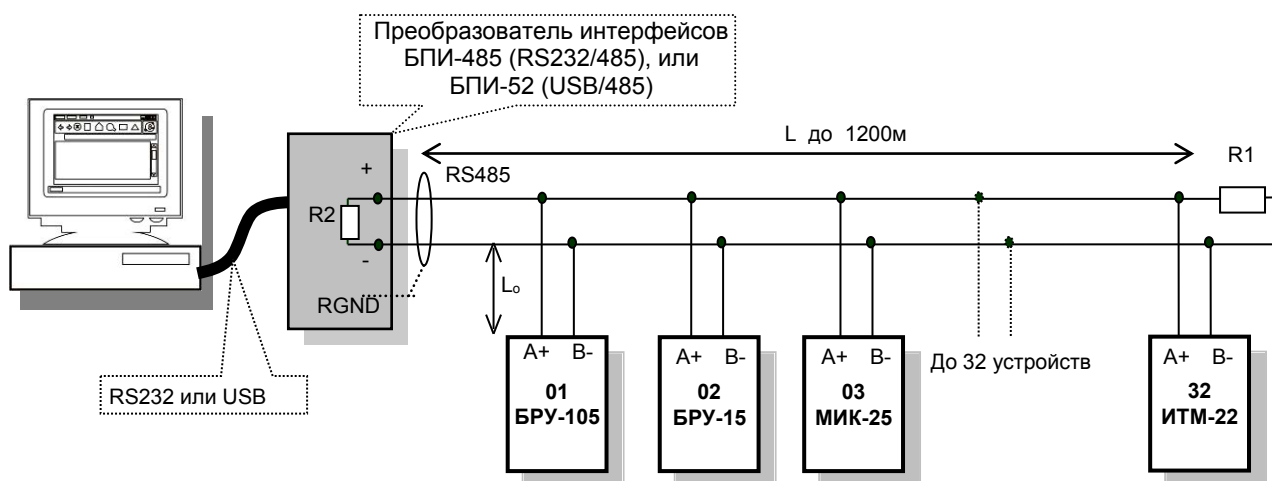 Преобразователь интерфейсов
БПИ-485 (RS232/485), или
БПИ-52 (USB/485)
L до 1200м
R1
+
RS485
R2
-
Lo
RGND
A+ B-
A+ B-
A+ B-
До 32 устройств
A+ B-
RS232 или USB
01
БРУ-105
02
БРУ-15
03
МИК-25
32
ИТМ-22